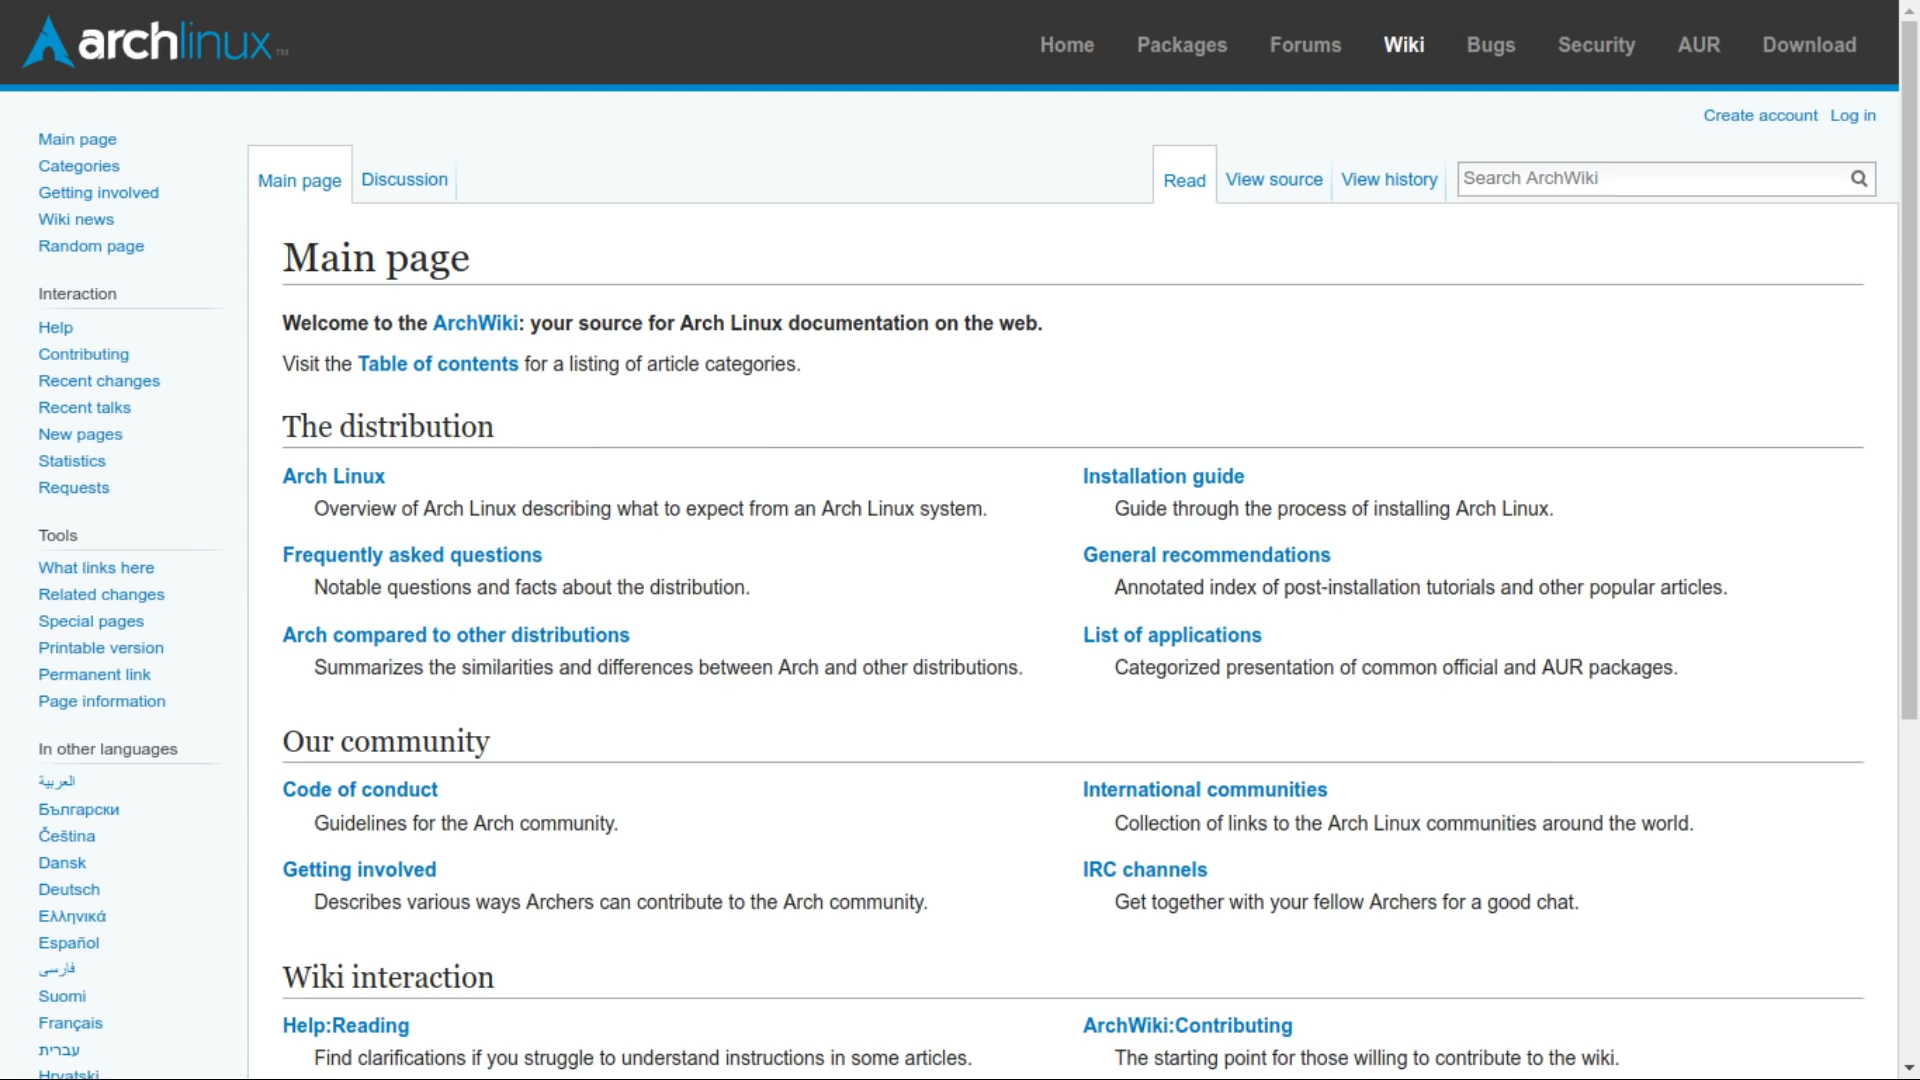 archlinux™
Home Packages Forums Wiki Bugs Security AUR Download
Create account Log in
Main page
Categories
Getting involved
Wiki news
Random page
Interaction
Help
Contributing
Recent changes
Recent talks
New pages
Statistics
Requests
Tools
What links here
Related changes
Special pages
Printable version
Permanent link
Page information
In other languages
العربية
Български
Čeština
Dansk
Deutsch
Ελληνικά
Español
فارسی
Suomi
Français
עברית
Hrvatski
Main page Discussion
Read View source View history Search ArchWiki
Main page
Welcome to the ArchWiki: your source for Arch Linux documentation on the web.
Visit the Table of contents for a listing of article categories.
The distribution
Arch Linux
Overview of Arch Linux describing what to expect from an Arch Linux system.
Frequently asked questions
Notable questions and facts about the distribution.
Arch compared to other distributions
Summarizes the similarities and differences between Arch and other distributions.
Installation guide
Guide through the process of installing Arch Linux.
General recommendations
Annotated index of post-installation tutorials and other popular articles.
List of applications
Categorized presentation of common official and AUR packages.
Our community
Code of conduct
Guidelines for the Arch community.
Getting involved
Describes various ways Archers can contribute to the Arch community.
International communities
Collection of links to the Arch Linux communities around the world.
IRC channels
Get together with your fellow Archers for a good chat.
Wiki interaction
Help:Reading
Find clarifications if you struggle to understand instructions in some articles.
ArchWiki:Contributing
The starting point for those willing to contribute to the wiki.